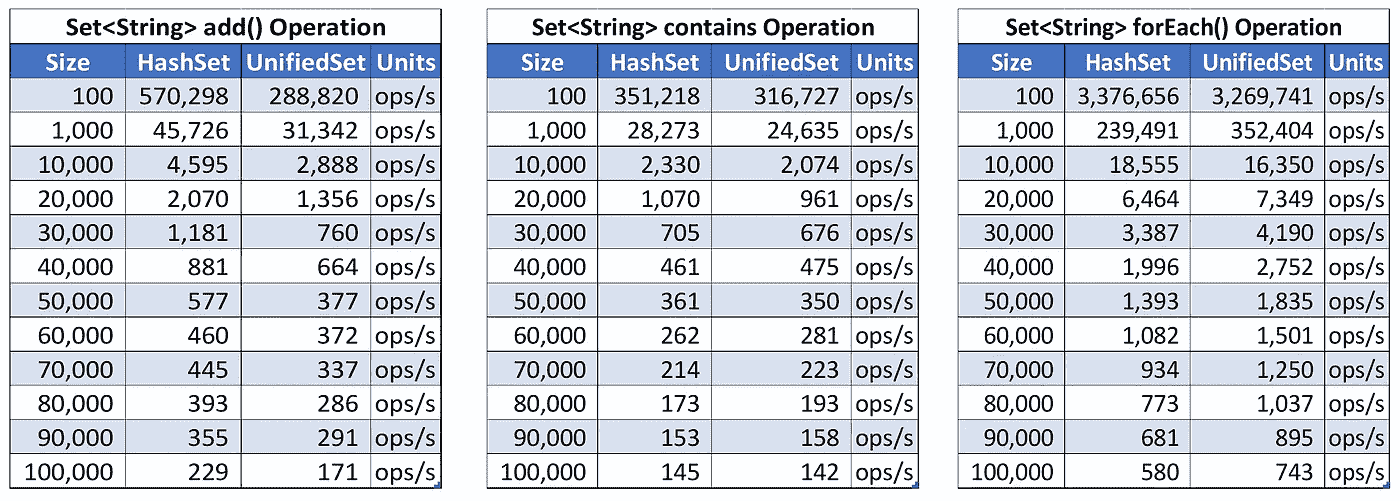 Set<String> add() Operation
Size HashSet UnifiedSet Units
100 570,298 288,820 ops/s
1,000 45,726 31,342 ops/s
10,000 4,595 2,888 ops/s
20,000 2,070 1,356 ops/s
30,000 1,181 760 ops/s
40,000 881 664 ops/s
50,000 577 377 ops/s
60,000 460 372 ops/s
70,000 445 337 ops/s
80,000 393 286 ops/s
90,000 355 291 ops/s
100,000 229 171 ops/s
Set<String> contains Operation
Size HashSet UnifiedSet Units
100 351,218 316,727 ops/s
1,000 28,273 24,635 ops/s
10,000 2,330 2,074 ops/s
20,000 1,070 961 ops/s
30,000 705 676 ops/s
40,000 461 475 ops/s
50,000 361 350 ops/s
60,000 262 281 ops/s
70,000 214 223 ops/s
80,000 173 193 ops/s
90,000 153 158 ops/s
100,000 145 142 ops/s
Set<String> forEach() Operation
Size HashSet UnifiedSet Units
100 3,376,656 3,269,741 ops/s
1,000 239,491 352,404 ops/s
10,000 18,555 16,350 ops/s
20,000 6,464 7,349 ops/s
30,000 3,387 4,190 ops/s
40,000 1,996 2,752 ops/s
50,000 1,393 1,835 ops/s
60,000 1,082 1,501 ops/s
70,000 934 1,250 ops/s
80,000 773 1,037 ops/s
90,000 681 895 ops/s
100,000 580 743 ops/s